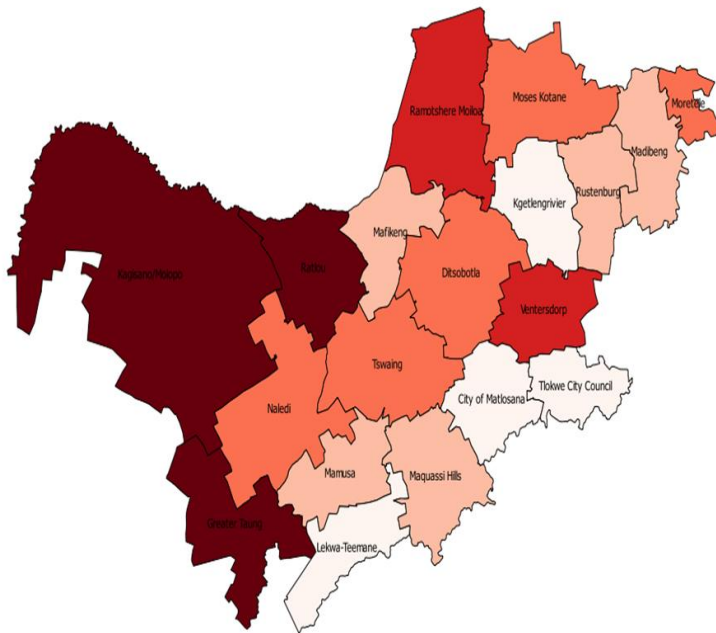 Ramotshere Moiloa
Moses Kotane
Moretele
Madibeng
Rustenburg
Kgetlengrivier
Mafikeng
Ratlou
Kagisano/Molopo
Ditsobotla
Ventersdorp
Tswaing
Naledi
City of Matlosana
Tlokwe City Council
Mamusa
Maquassi Hills
Greater Taung
Lekwa-Teemane